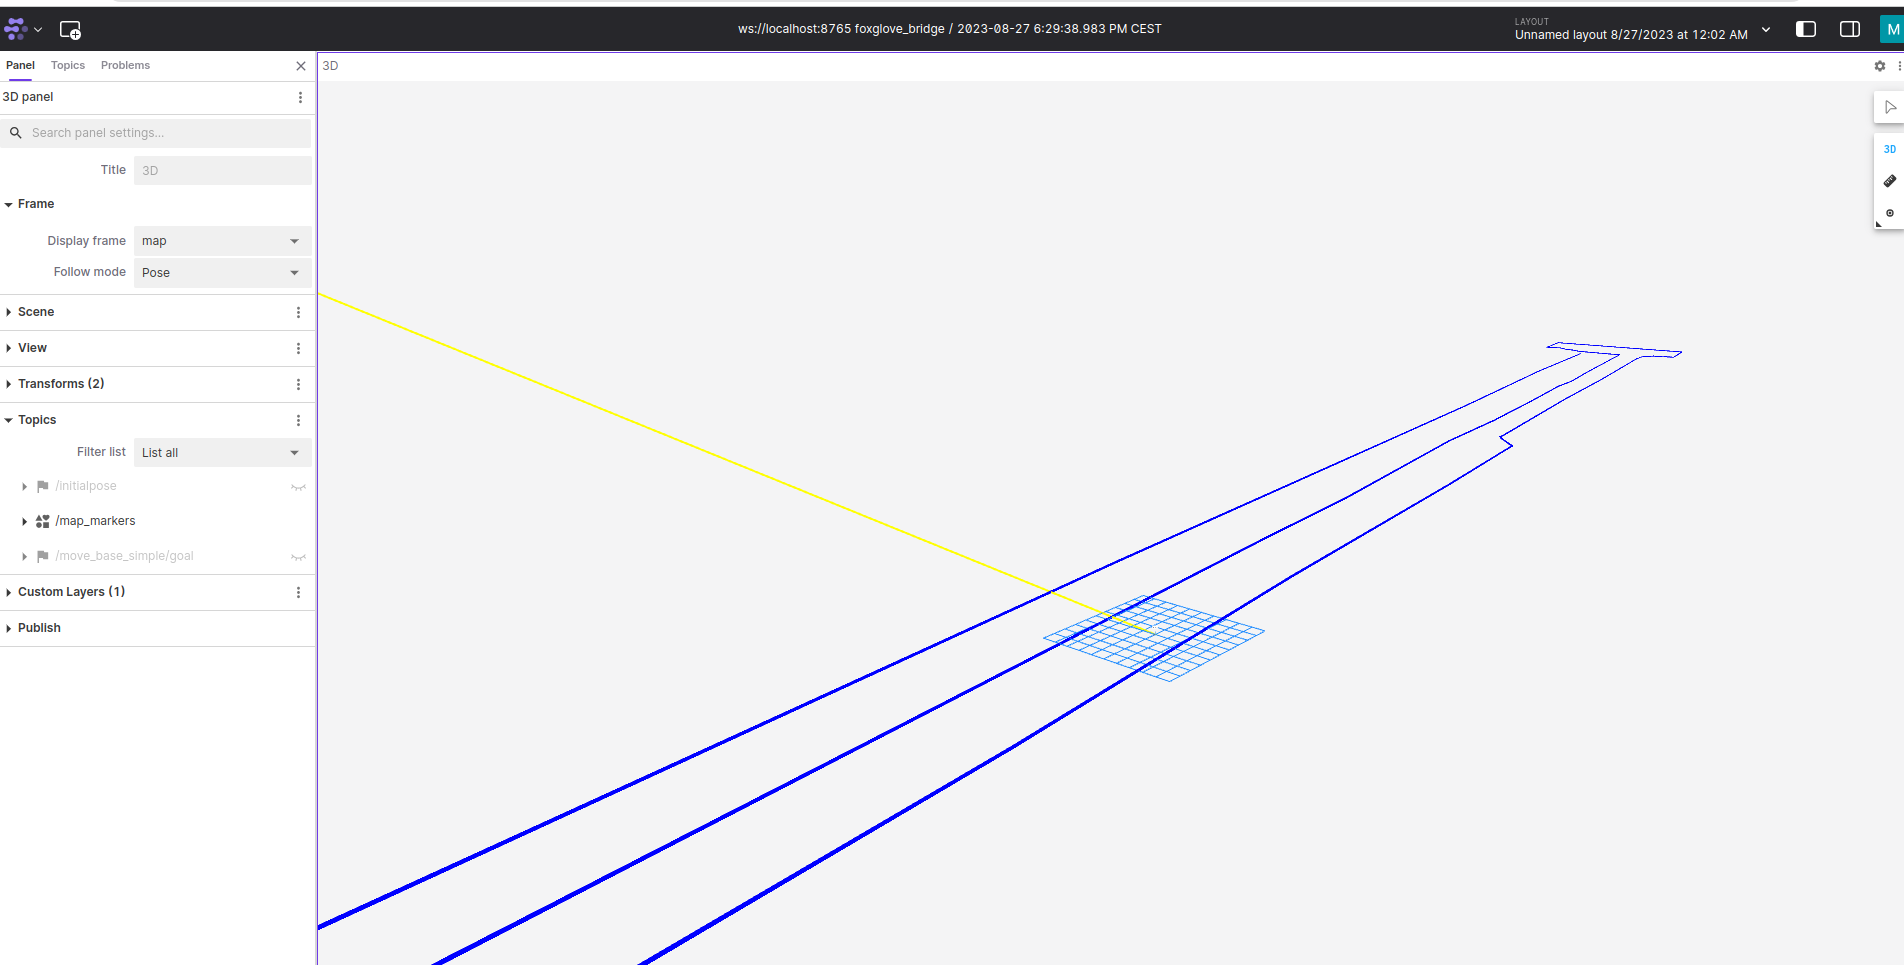 ws://localhost:8765 foxglove_bridge / 2023-08-27 6:29:38.983 PM CEST
LAYOUT
Unnamed layout 8/27/2023 at 12:02 AM
M
Panel Topics Problems
3D
3D panel
Search panel settings...
Title 3D
Frame
Display frame map
Follow mode Pose
Scene
View
Transforms (2)
Topics
Filter list List all
/initialpose
/map_markers
/move_base_simple/goal
Custom Layers (1)
Publish
3D